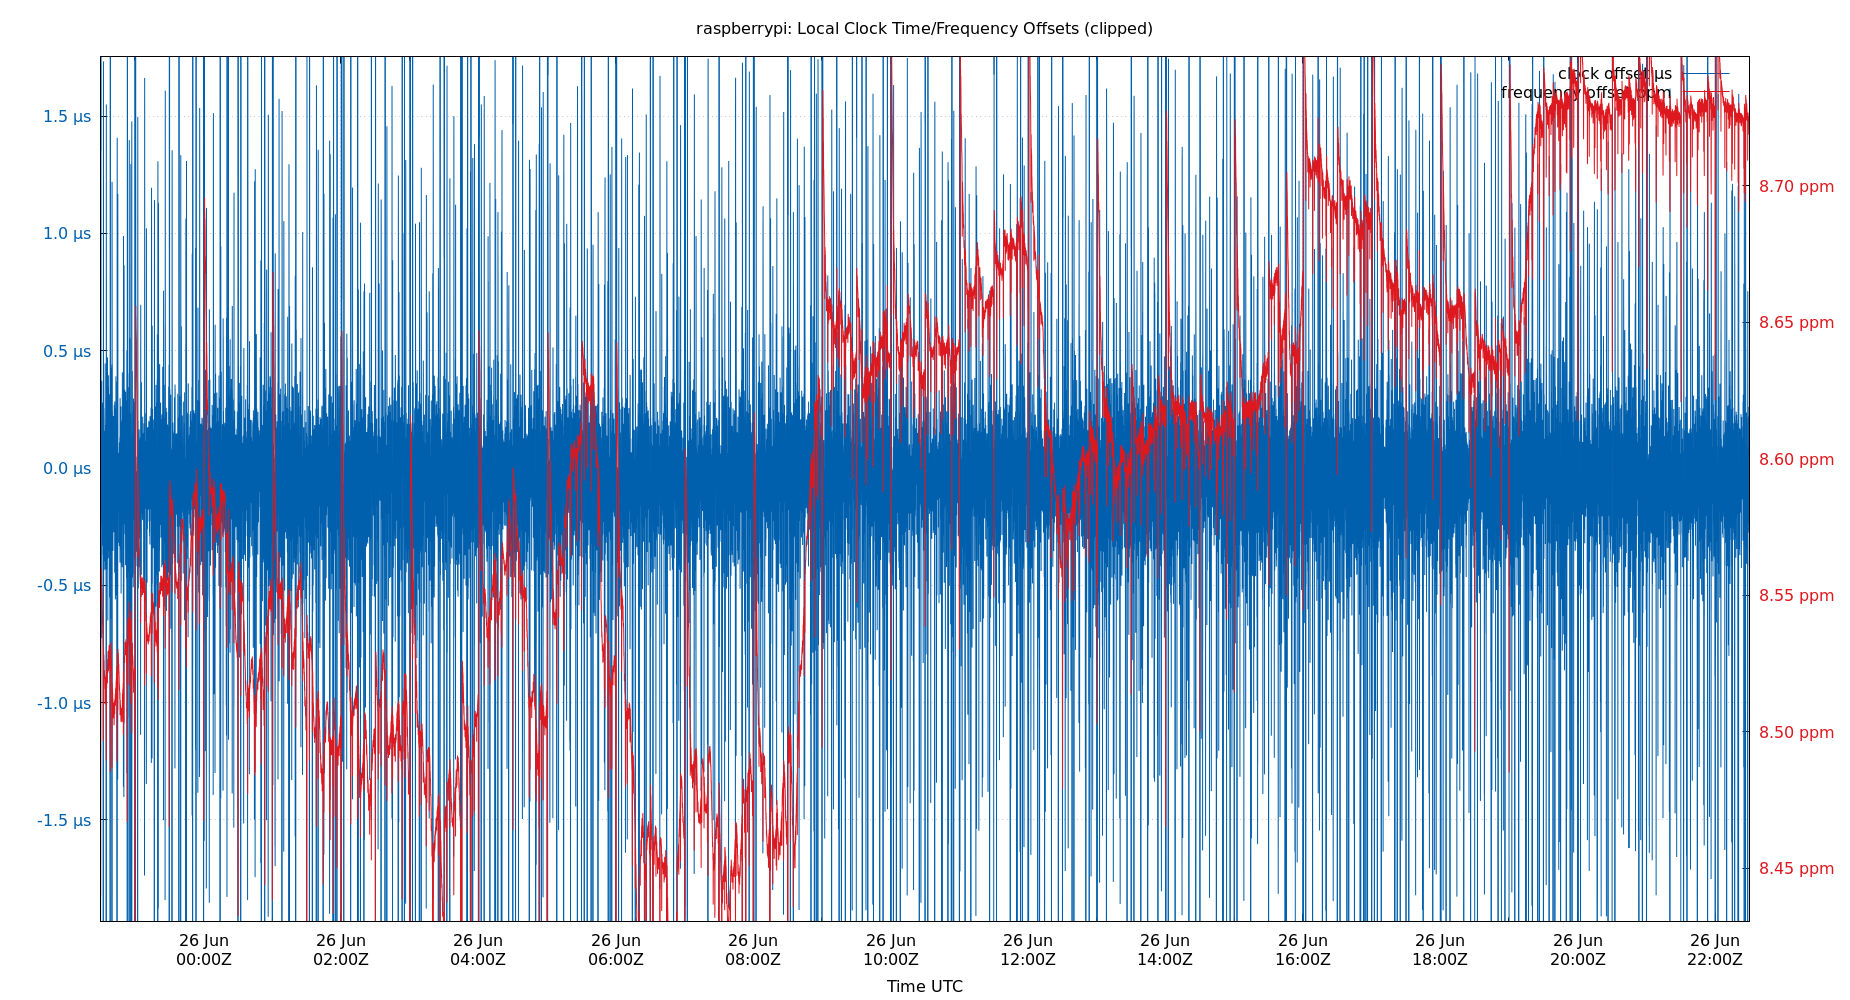 raspberrypi: Local Clock Time/Frequency Offsets (clipped)
clock offset µs
frequency offset ppm
1.5 µs
1.0 µs
0.5 µs
0.0 µs
-0.5 µs
-1.0 µs
-1.5 µs
8.70 ppm
8.65 ppm
8.60 ppm
8.55 ppm
8.50 ppm
8.45 ppm
26 Jun 26 Jun 26 Jun 26 Jun 26 Jun 26 Jun 26 Jun 26 Jun 26 Jun 26 Jun 26 Jun 26 Jun
00:00Z 02:00Z 04:00Z 06:00Z 08:00Z 10:00Z 12:00Z 14:00Z 16:00Z 18:00Z 20:00Z 22:00Z
Time UTC